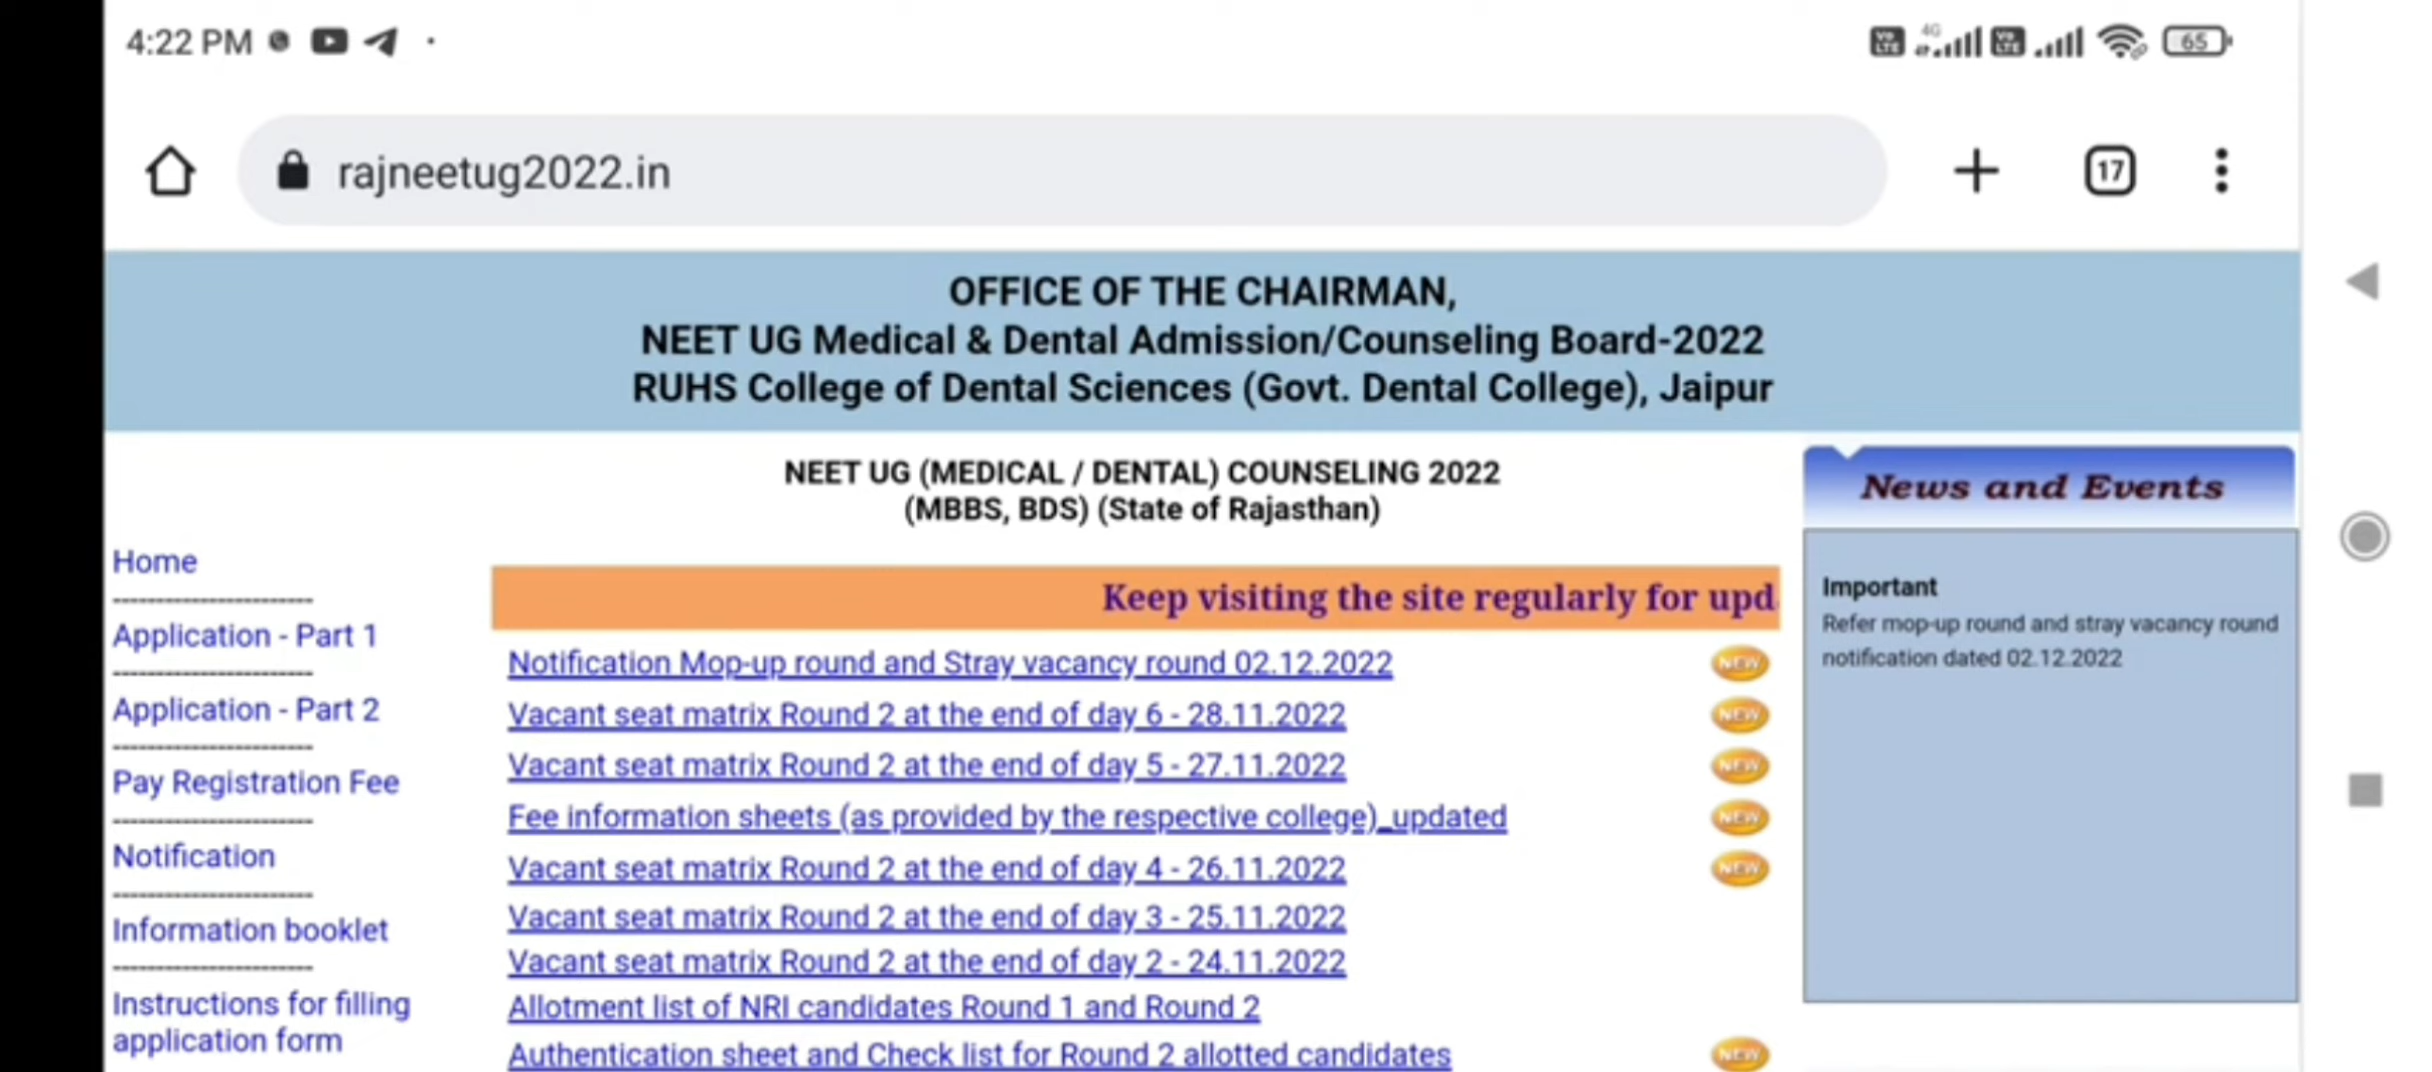 4:22 PM
4G
65
rajneetug2022.in
17
OFFICE OF THE CHAIRMAN,
NEET UG Medical & Dental Admission/Counseling Board-2022
RUHS College of Dental Sciences (Govt. Dental College), Jaipur
NEET UG (MEDICAL / DENTAL) COUNSELING 2022
(MBBS, BDS) (State of Rajasthan)
Home
----------------------
Application - Part 1
----------------------
Application - Part 2
----------------------
Pay Registration Fee
----------------------
Notification
----------------------
Information booklet
----------------------
Instructions for filling
application form
Keep visiting the site regularly for upd
Notification Mop-up round and Stray vacancy round 02.12.2022 NEW
Vacant seat matrix Round 2 at the end of day 6 - 28.11.2022 NEW
Vacant seat matrix Round 2 at the end of day 5 - 27.11.2022 NEW
Fee information sheets (as provided by the respective college)_updated NEW
Vacant seat matrix Round 2 at the end of day 4 - 26.11.2022 NEW
Vacant seat matrix Round 2 at the end of day 3 - 25.11.2022
Vacant seat matrix Round 2 at the end of day 2 - 24.11.2022
Allotment list of NRI candidates Round 1 and Round 2
Authentication sheet and Check list for Round 2 allotted candidates NEW
News and Events
Important
Refer mop-up round and stray vacancy round
notification dated 02.12.2022